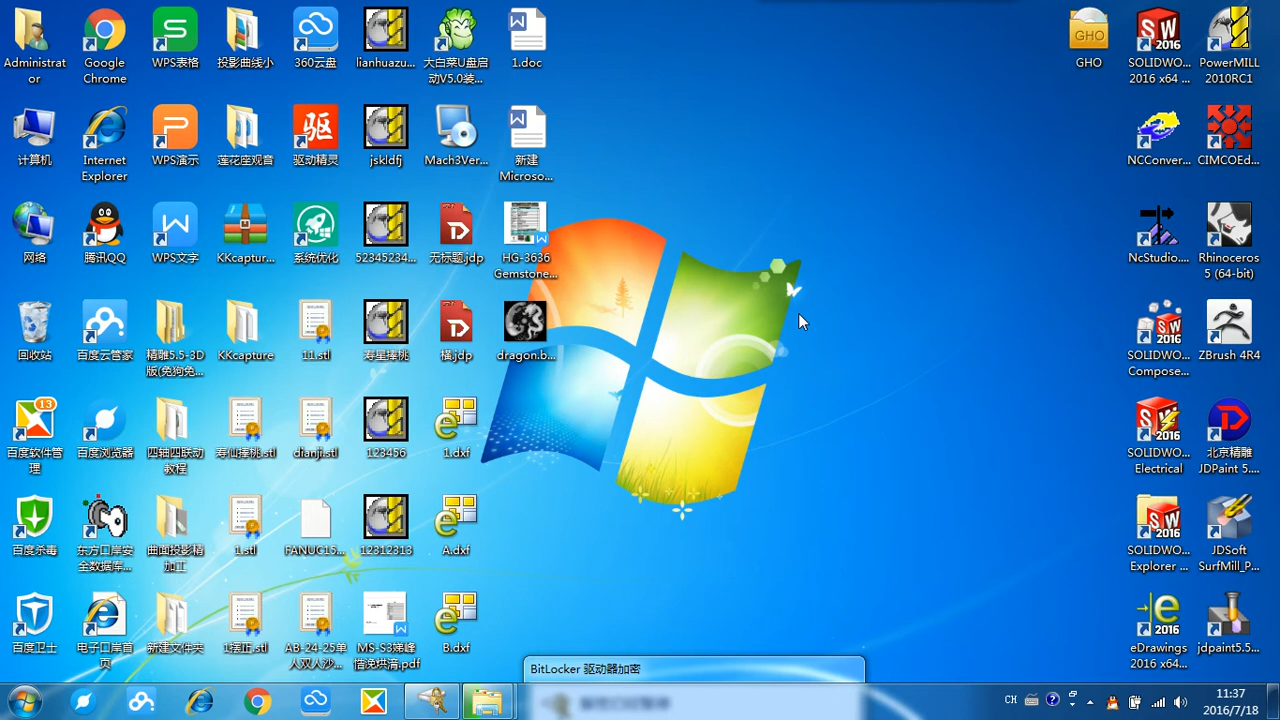 Administrat
or
Google
Chrome
WPS表格
投影曲线小
360云盘
lianhuazu...
大白菜U盘启
动V5.0装...
1.doc
GHO
GHO
SOLIDWO...
2016 x64 ...
PowerMILL
2010RC1
计算机
Internet
Explorer
WPS演示
莲花座观音
驱动精灵
jskldfj
Mach3Ver...
新建
Microso...
NCConver...
CIMCOEd...
网络
腾讯QQ
WPS文字
KKcaptur...
系统优化
52345234...
无标题.jdp
HG-3636
Gemstone...
NcStudio....
Rhinoceros
5 (64-bit)
回收站
百度云管家
精雕5.5-3D
版(免狗免...
KKcapture
11.stl
寿星捧桃
横.jdp
dragon.b...
SOLIDWO...
Compose...
ZBrush 4R4
13
百度软件管
理
百度浏览器
四轴四联动
教程
寿仙捧桃.stl
dianji.stl
123456
1.dxf
SOLIDWO...
Electrical
北京精雕
JDPaint 5....
百度杀毒
东方口岸安
全数据库...
曲面投影精
加工
1.stl
FANUC15...
12312313
A.dxf
SOLIDWO...
Explorer ...
JDSoft
SurfMill_P...
百度卫士
电子口岸首
页
新建文件夹
1摆正.stl
AB-24-25单
人双人沙...
MS-S3娣峰
B.dxf
eDrawings
2016 x64...
jdpaint5.5...
BitLocker 驱动器加密
CH
11:37
2016/7/18